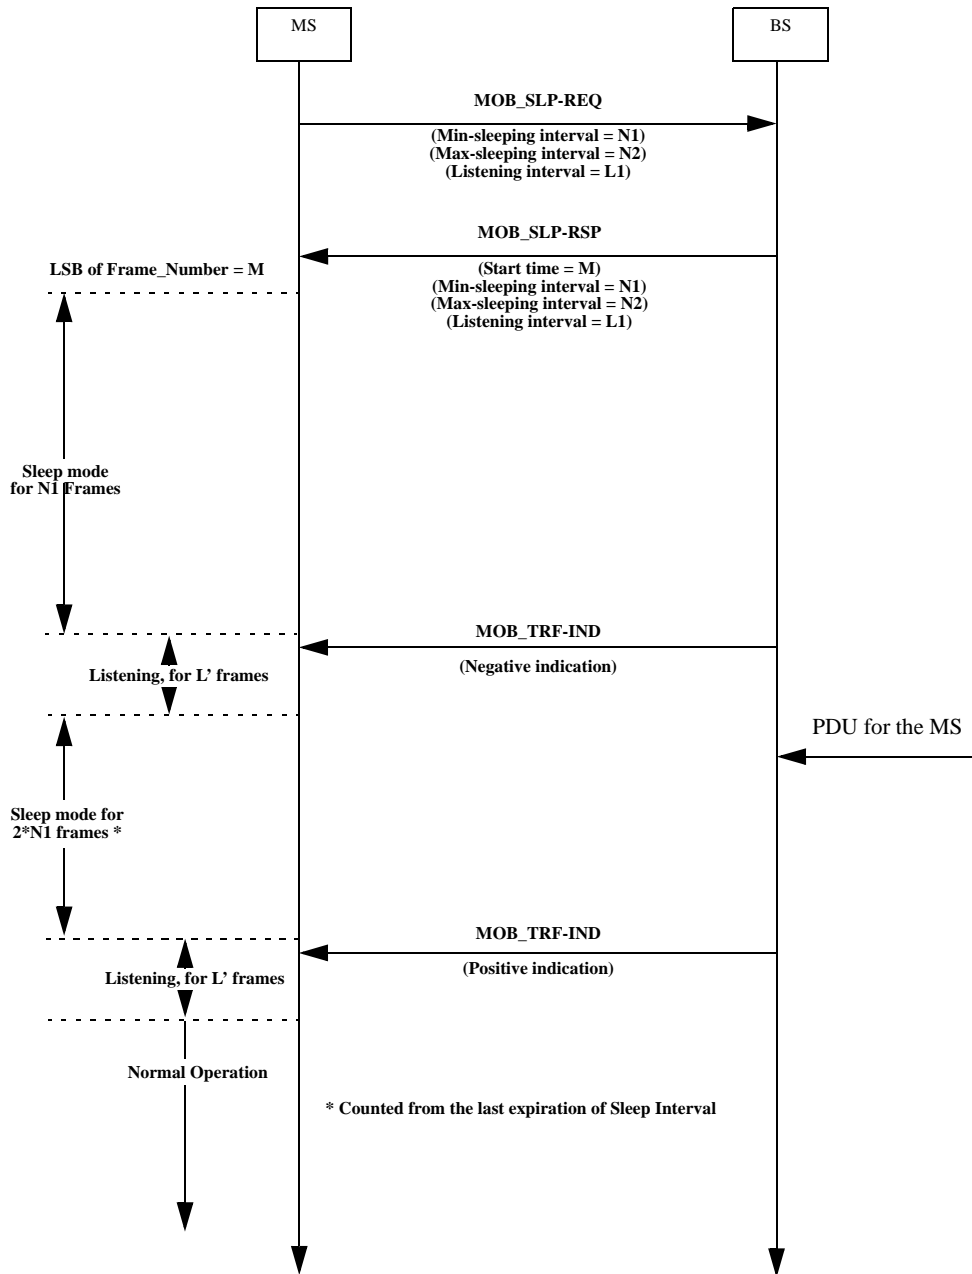 MS
BS
MOB_SLP-REQ
(Min-sleeping interval = N1)
(Max-sleeping interval = N2)
(Listening interval = L1)
MOB_SLP-RSP
LSB of Frame_Number = M
(Start time = M)
(Min-sleeping interval = N1)
(Max-sleeping interval = N2)
(Listening interval = L1)
Sleep mode
for N1 Frames
MOB_TRF-IND
(Negative indication)
Listening, for L’ frames
PDU for the MS
Sleep mode for
2*N1 frames *
MOB_TRF-IND
(Positive indication)
Listening, for L’ frames
Normal Operation
* Counted from the last expiration of Sleep Interval